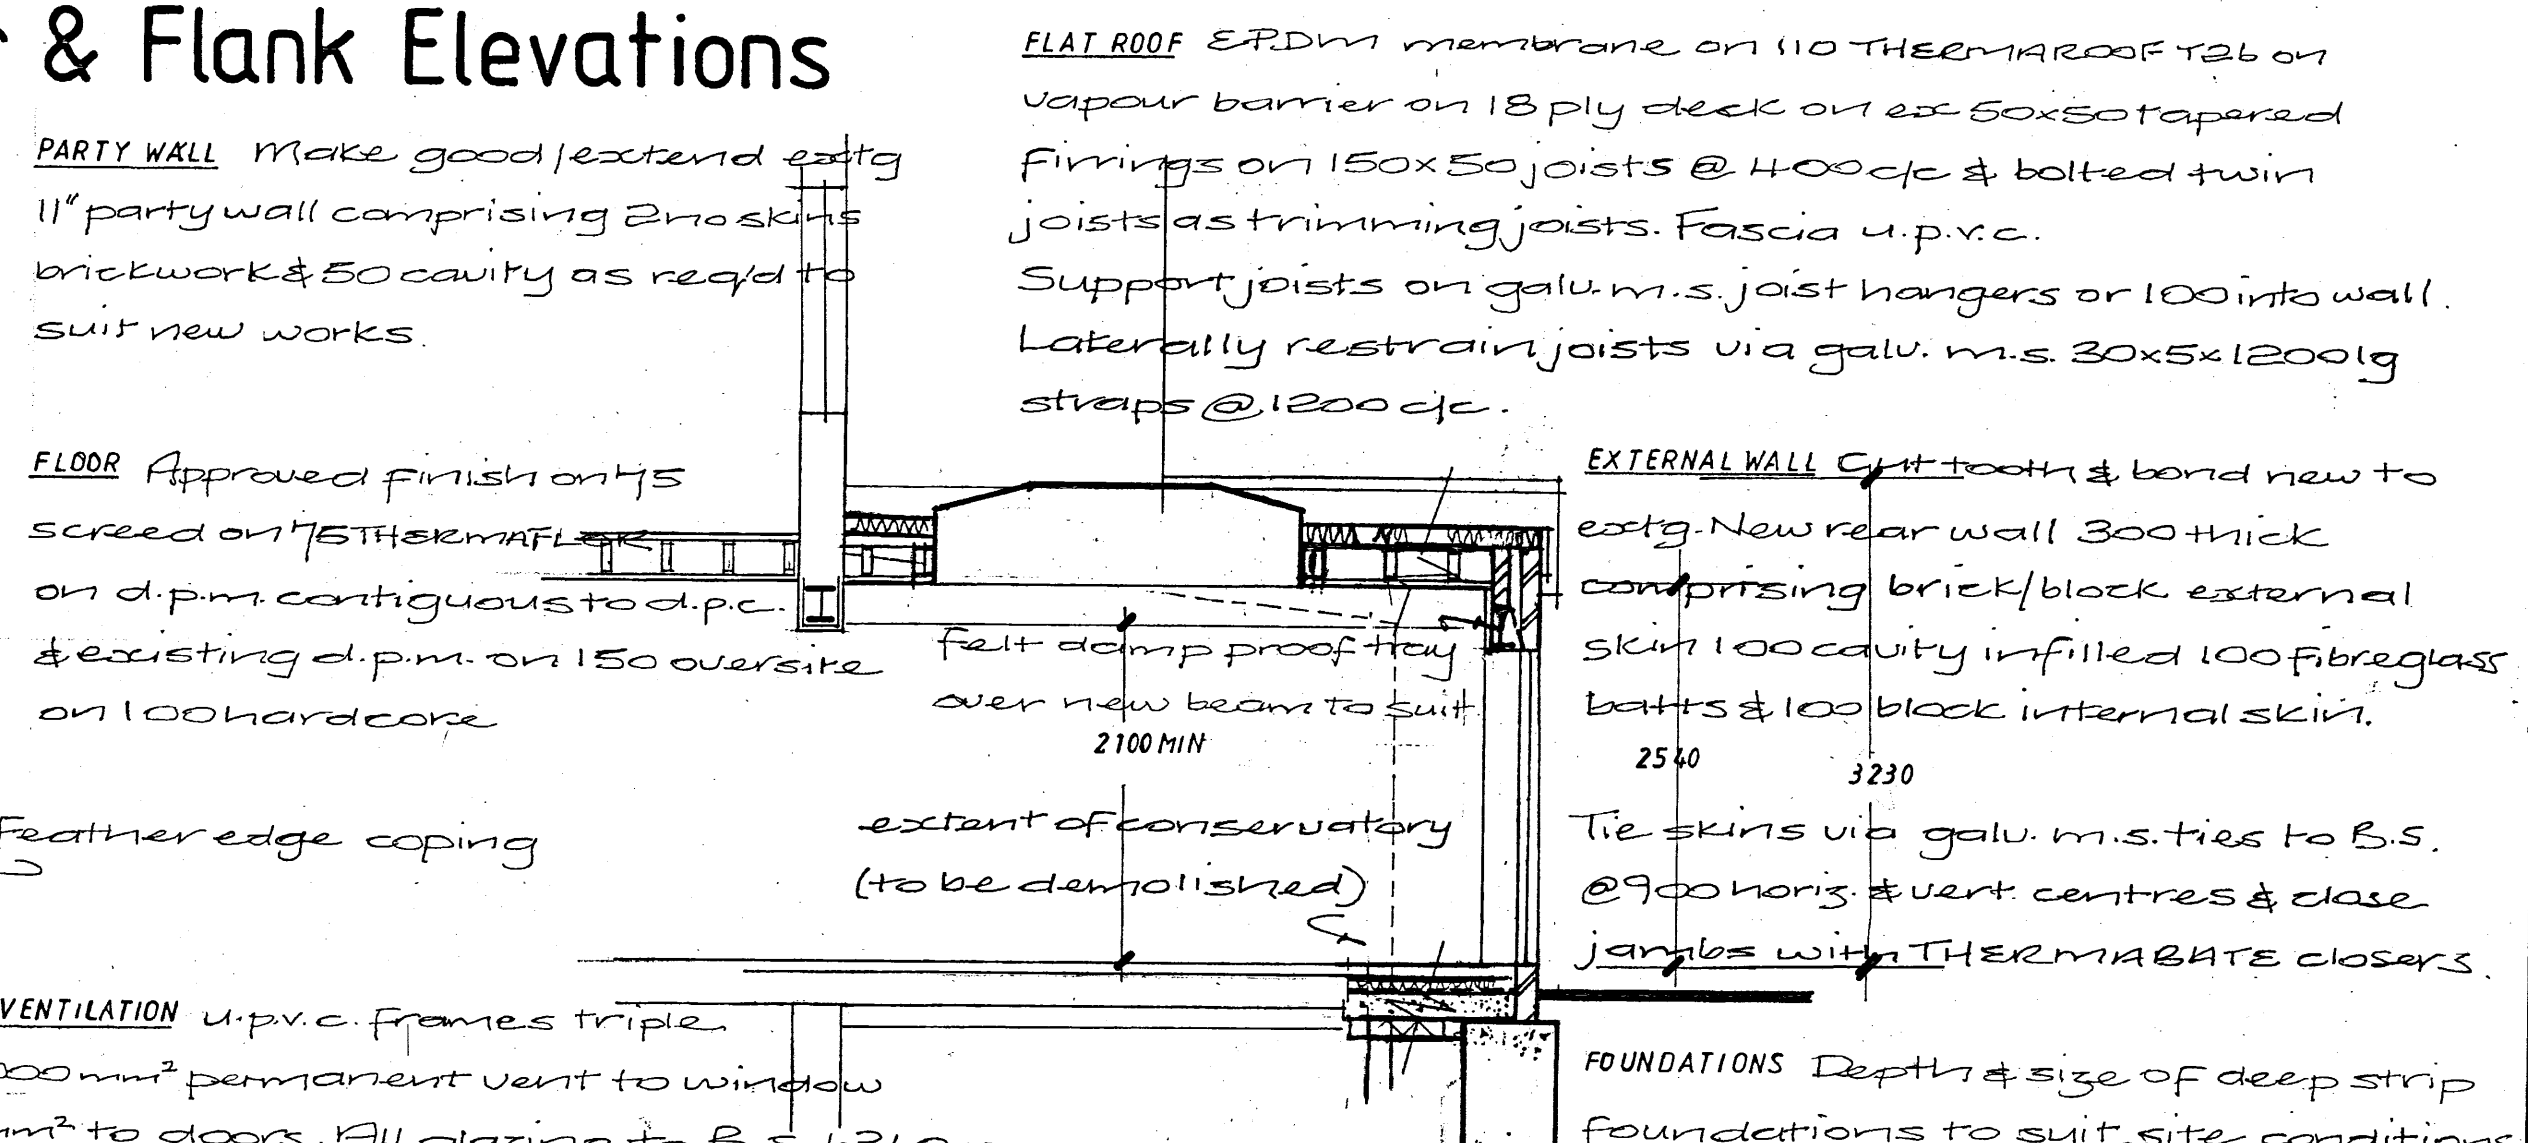 & Flank Elevations
PARTY WALL Make good/extend extg
11" party wall comprising 2no skins
brickwork & 50 cavity as req'd to
suit new works.
FLAT ROOF E.P.D.M membrane on 110 THERMAROOF T26 on
vapour barrier on 18 ply deck on ex 50x50 tapered
firrings on 150x50 joists @ 400 c/c & bolted twin
joists as trimming joists. Fascia u.p.v.c.
Support joists on galv. m.s. joist hangers or 100 into wall.
Laterally restrain joists via galv. m.s. 30x5x1200 lg
straps @ 1200 c/c.
FLOOR Approved finish on 45
screed on 75 THERMAFLOR
on d.p.m. contiguous to d.p.c.
& existing d.p.m. on 150 oversite
on 100 hardcore
felt damp proof tray
over new beam to suit
2100 MIN
extent of conservatory
(to be demolished)
EXTERNAL WALL Cut tooth & bond new to
extg. New rear wall 300 thick
comprising brick/block external
skin 100 cavity infilled 100 fibreglass
batts & 100 block internal skin.
2540
3230
Tie skins via galv. m.s. ties to B.S.
@ 900 horiz. & vert. centres & close
jambs with THERMABATE closers.
Feather edge coping
VENTILATION u.p.v.c. frames triple
000mm² permanent vent to window
mm² to doors. All glazing to B.S.
FOUNDATIONS Depth & size of deep strip
foundations to suit site conditions